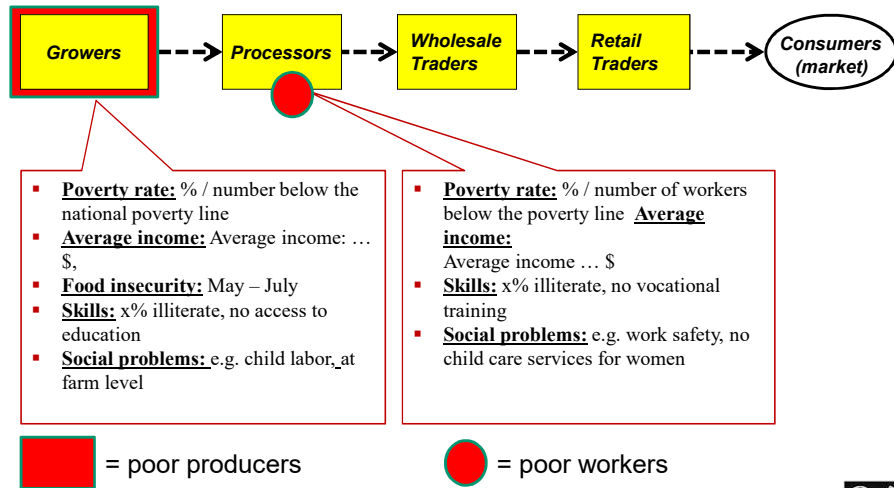 Growers
Processors
Wholesale
Traders
Retail
Traders
Consumers
(market)
▪ Poverty rate: % / number below the
national poverty line
▪ Average income: Average income: …
$,
▪ Food insecurity: May – July
▪ Skills: x% illiterate, no access to
education
▪ Social problems: e.g. child labor, at
farm level
▪ Poverty rate: % / number of workers
below the poverty line Average
income:
Average income … $
▪ Skills: x% illiterate, no vocational
training
▪ Social problems: e.g. work safety, no
child care services for women
= poor producers
= poor workers